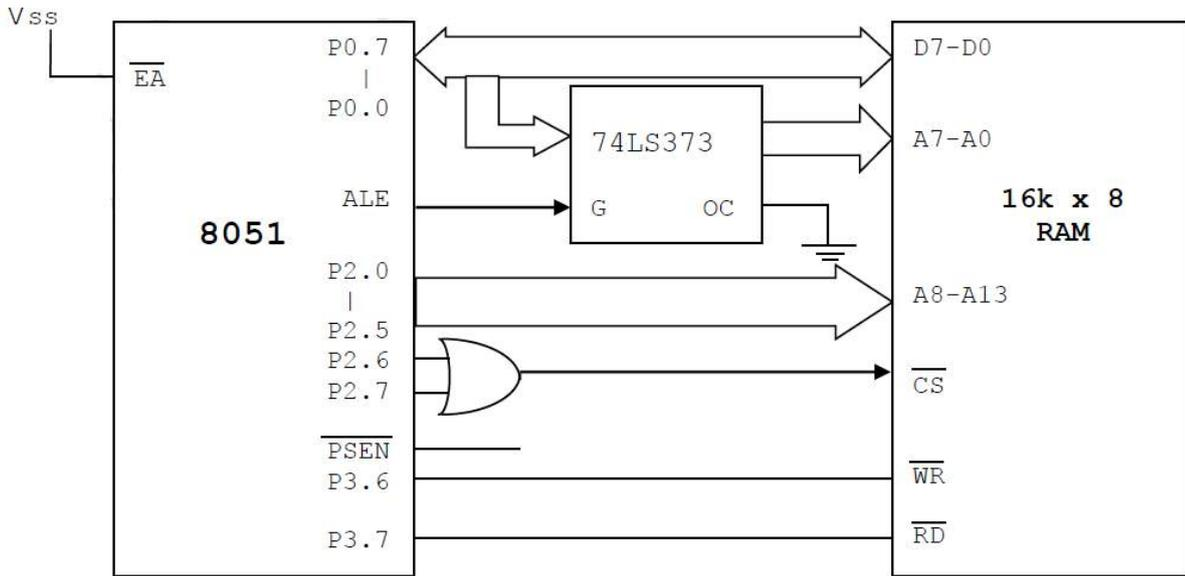 Vss
EA
P0.7
|
P0.0
ALE
8051
P2.0
|
P2.5
P2.6
P2.7
PSEN
P3.6
P3.7
74LS373
G OC
D7-D0
A7-A0
16k x 8
RAM
A8-A13
CS
WR
RD